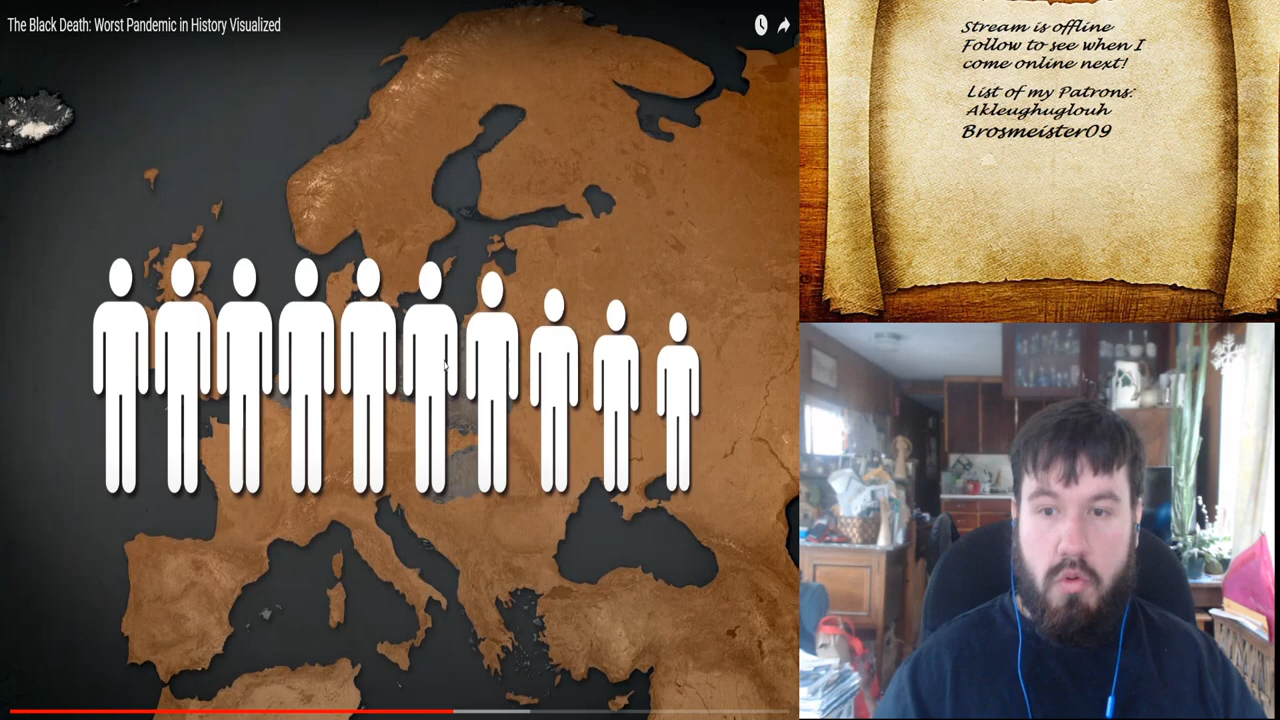 The Black Death: Worst Pandemic in History Visualized
Stream is offline
Follow to see when I
come online next!
List of my Patrons:
Akleughuglouh
Brosmeister09